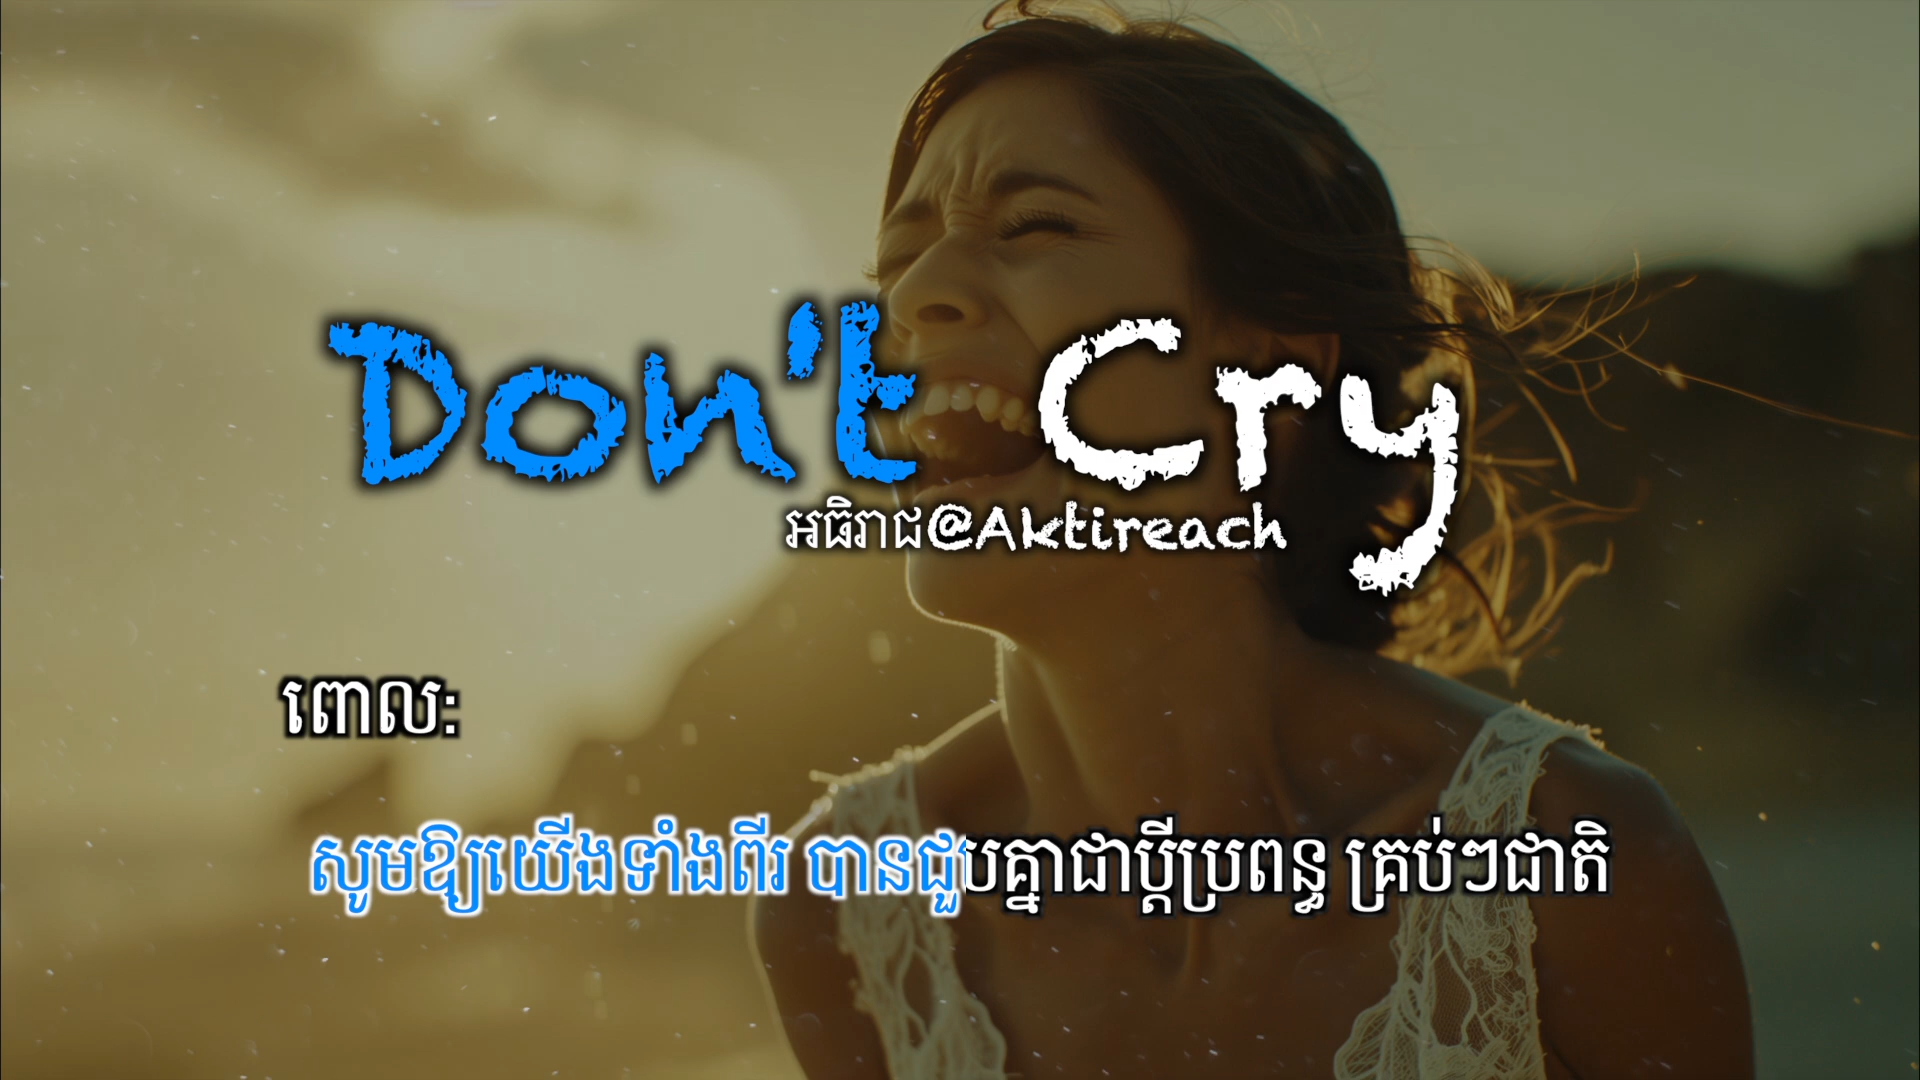 Don't Cry
អធិរាជ@Aktireach
ពោល:
សូមឱ្យយើងទាំងពីរ បានជួបគ្នាជាប្តីប្រពន្ធ គ្រប់ៗជាតិ